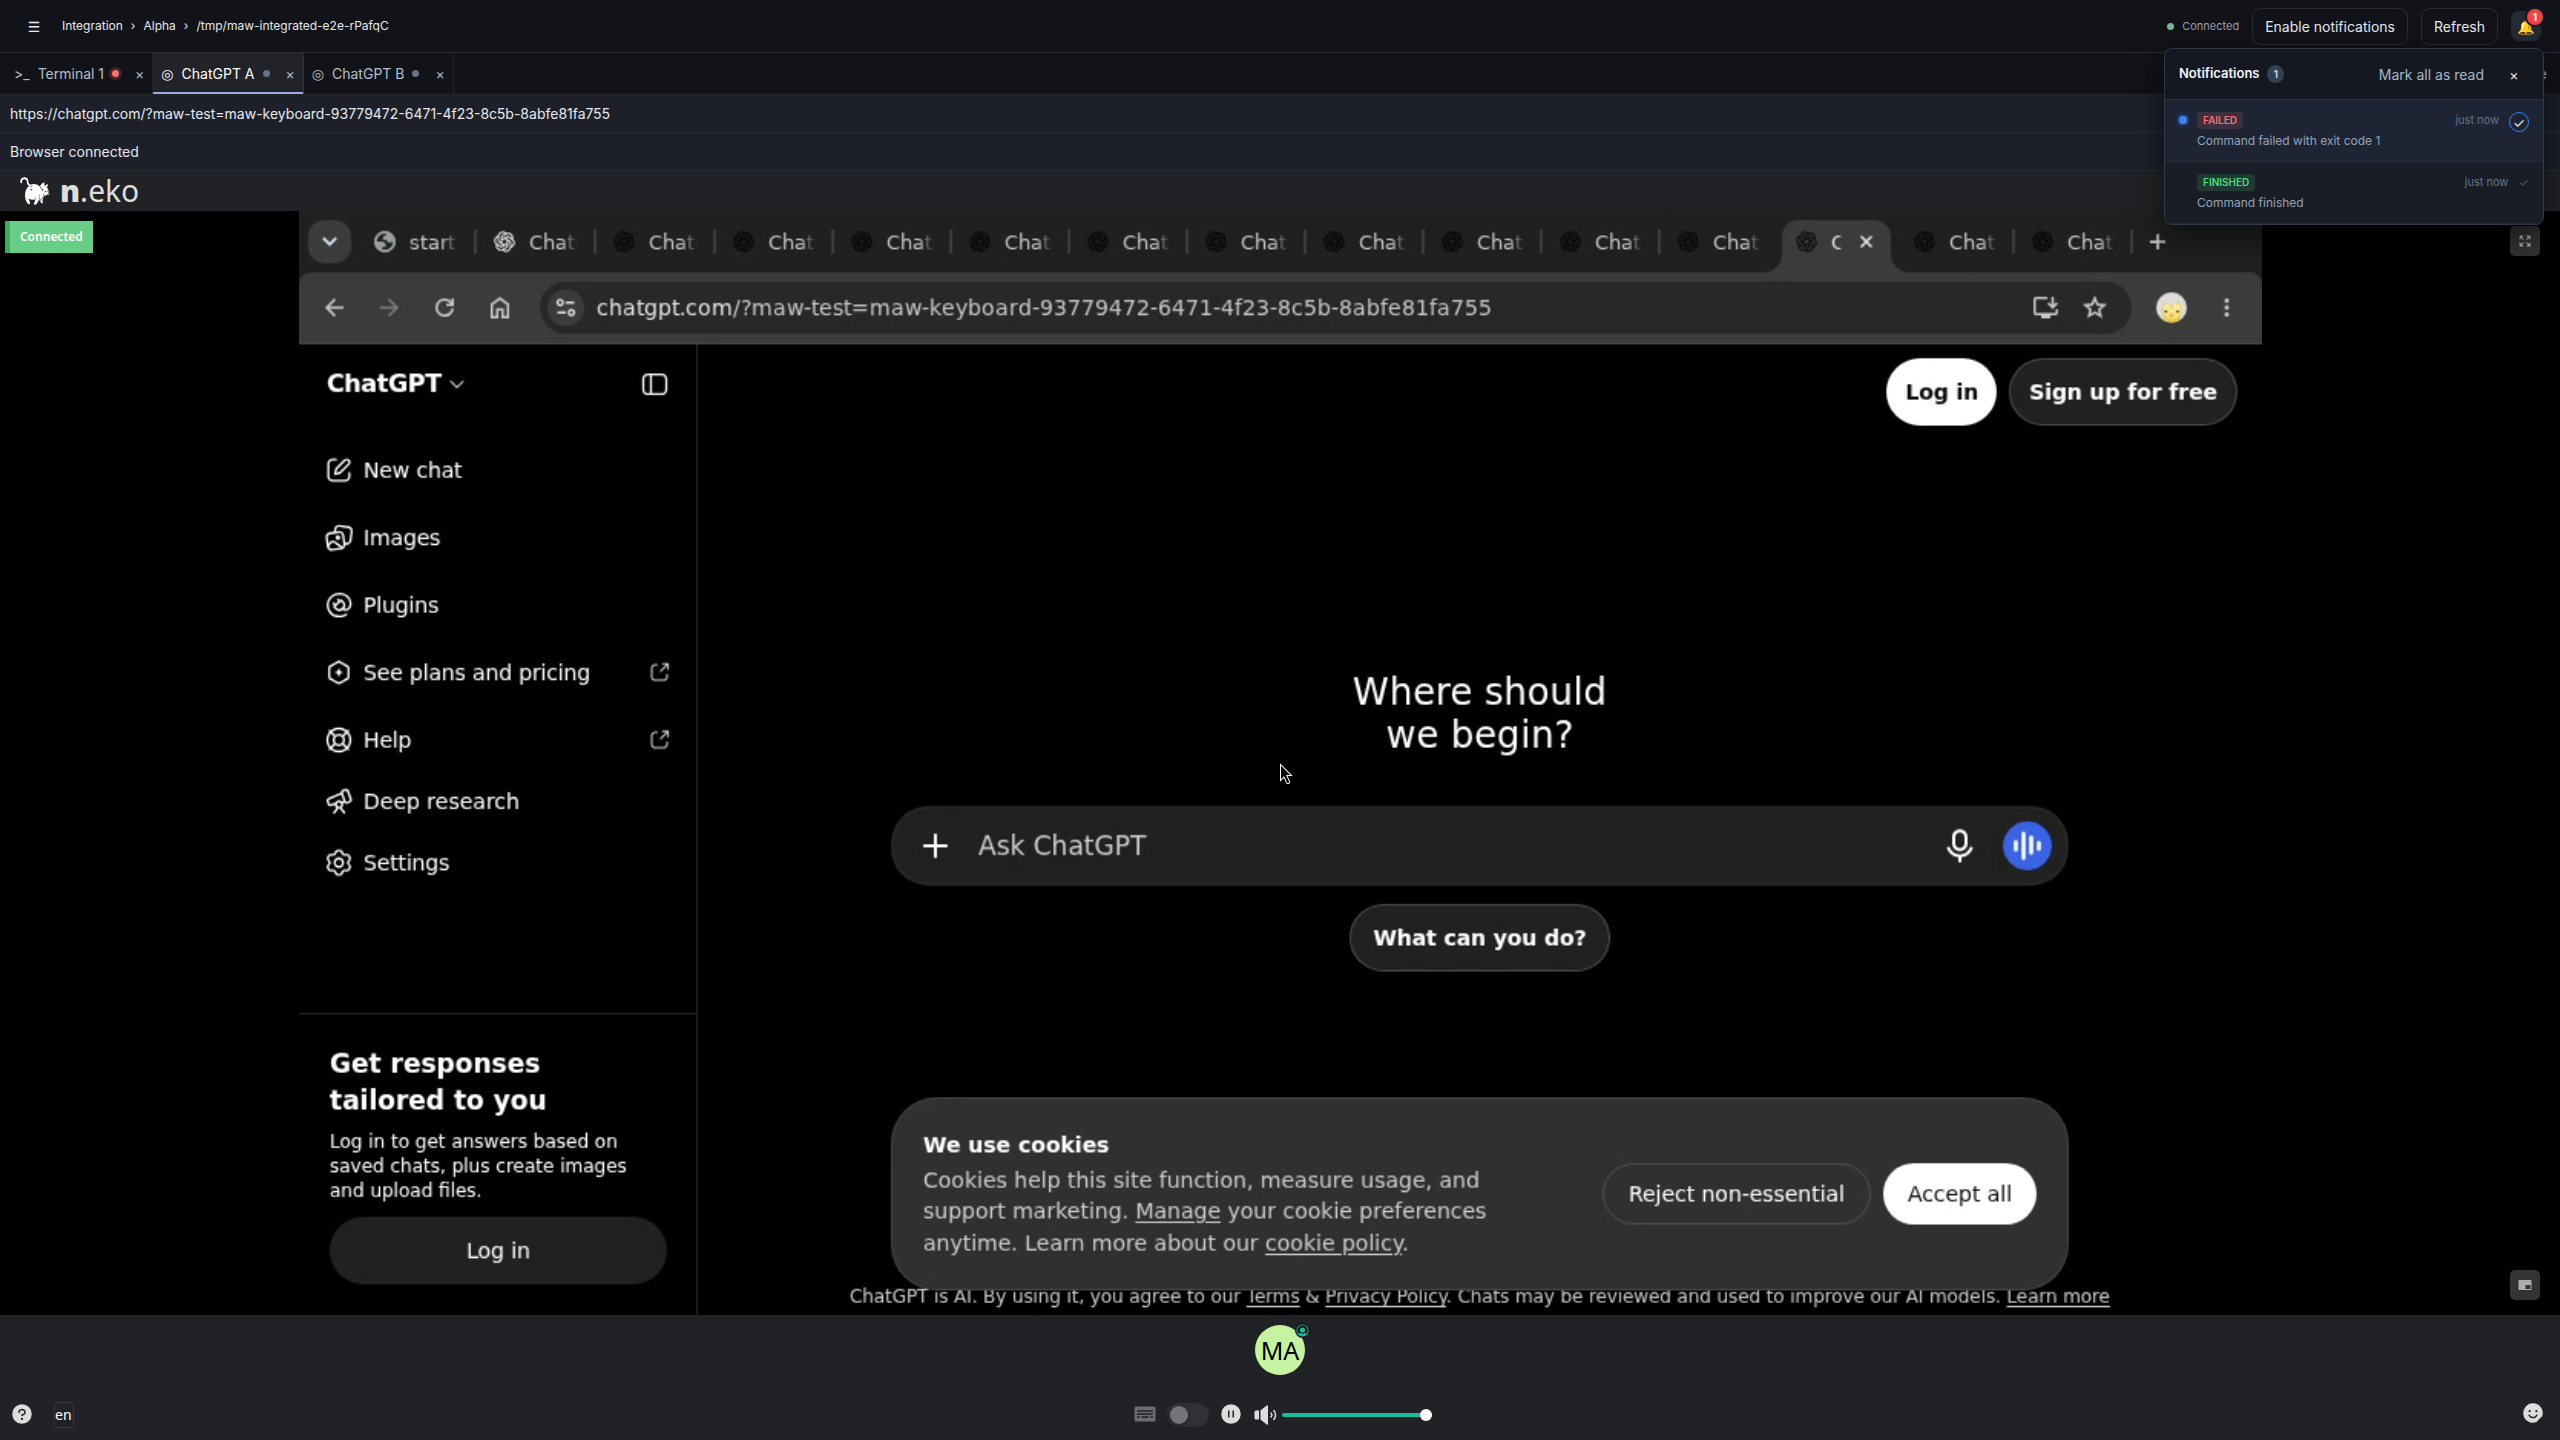 Integration › Alpha › /tmp/maw-integrated-e2e-rPafqC
Connected
Enable notifications
Refresh
1
>_ Terminal 1 ×
ChatGPT A ×
ChatGPT B ×
Notifications 1
Mark all as read ×
https://chatgpt.com/?maw-test=maw-keyboard-93779472-6471-4f23-8c5b-8abfe81fa755
FAILED just now
Command failed with exit code 1
Browser connected
FINISHED just now
Command finished
n.eko
Connected
start Chat Chat Chat Chat Chat Chat Chat Chat Chat Chat Chat C Chat Chat
chatgpt.com/?maw-test=maw-keyboard-93779472-6471-4f23-8c5b-8abfe81fa755
ChatGPT
Log in
Sign up for free
New chat
Images
Plugins
See plans and pricing
Help
Deep research
Settings
Where should
we begin?
Ask ChatGPT
What can you do?
Get responses
tailored to you
Log in to get answers based on
saved chats, plus create images
and upload files.
Log in
We use cookies
Cookies help this site function, measure usage, and
support marketing. Manage your cookie preferences
anytime. Learn more about our cookie policy.
Reject non-essential
Accept all
ChatGPT is AI. By using it, you agree to our Terms & Privacy Policy. Chats may be reviewed and used to improve our AI models. Learn more
MA
en